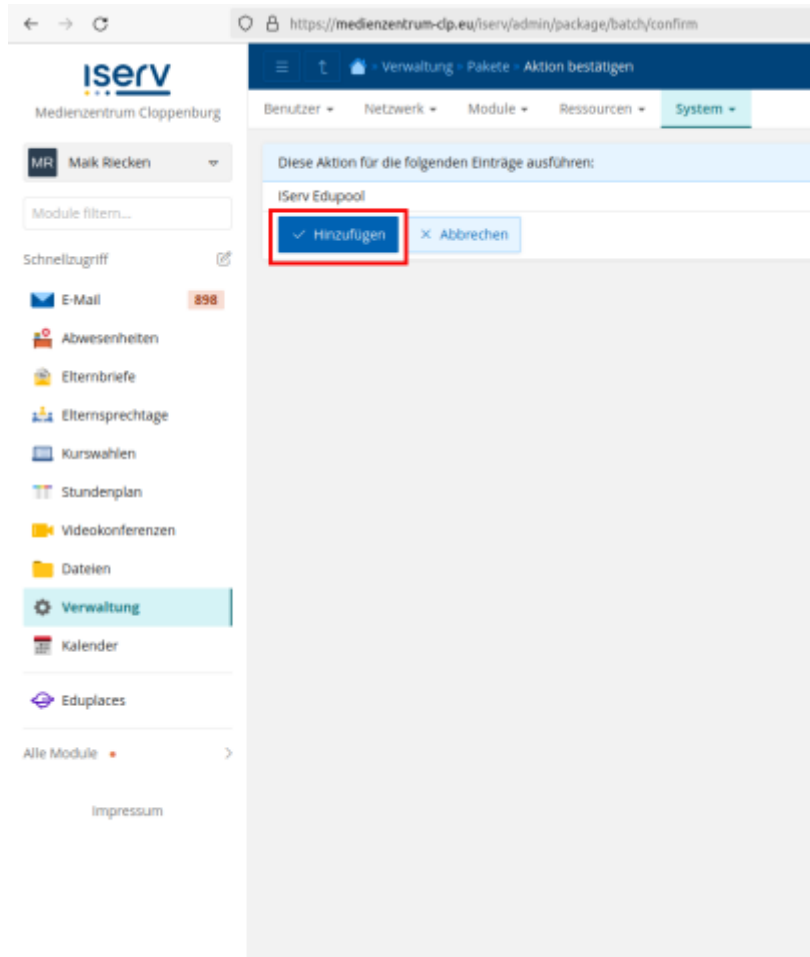 https://medienzentrum-clp.eu/iserv/admin/package/batch/confirm
IServ
Medienzentrum Cloppenburg
Verwaltung » Pakete » Aktion bestätigen
Benutzer Netzwerk Module Ressourcen System
MR Maik Riecken
Diese Aktion für die folgenden Einträge ausführen:
IServ Edupool
Module filtern...
Hinzufügen Abbrechen
Schnellzugriff
E-Mail 898
Abwesenheiten
Elternbriefe
Elternsprechtage
Kurswahlen
Stundenplan
Videokonferenzen
Dateien
Verwaltung
Kalender
Eduplaces
Alle Module
Impressum